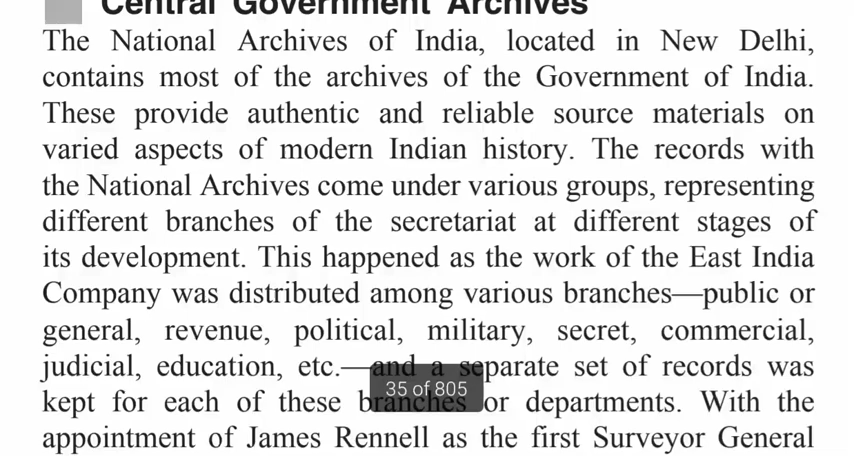 Central Government Archives
The National Archives of India, located in New Delhi,
contains most of the archives of the Government of India.
These provide authentic and reliable source materials on
varied aspects of modern Indian history. The records with
the National Archives come under various groups, representing
different branches of the secretariat at different stages of
its development. This happened as the work of the East India
Company was distributed among various branches—public or
general, revenue, political, military, secret, commercial,
judicial, education, etc.—and a separate set of records was
35 of 805
kept for each of these branches or departments. With the
appointment of James Rennell as the first Surveyor General